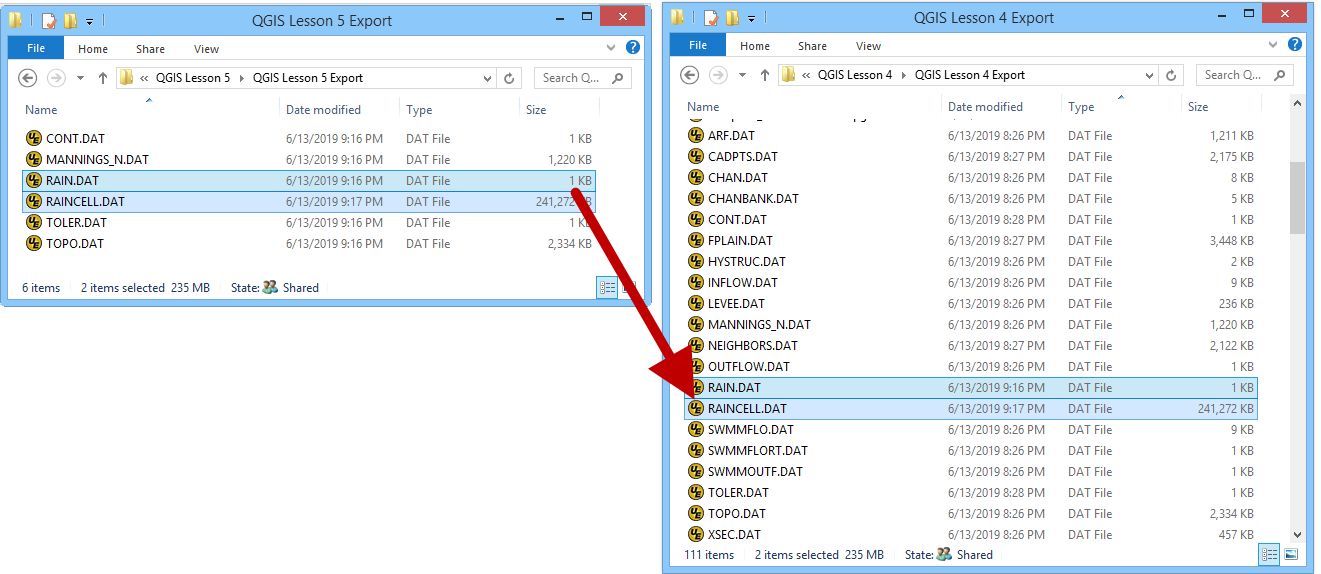 QGIS Lesson 5 Export
File Home Share View
« QGIS Lesson 5 QGIS Lesson 5 Export Search Q...
Name Date modified Type Size
CONT.DAT 6/13/2019 9:16 PM DAT File 1 KB
MANNINGS_N.DAT 6/13/2019 9:16 PM DAT File 1,220 KB
RAIN.DAT 6/13/2019 9:16 PM DAT File 1 KB
RAINCELL.DAT 6/13/2019 9:17 PM DAT File 241,272 KB
TOLER.DAT 6/13/2019 9:16 PM DAT File 1 KB
TOPO.DAT 6/13/2019 9:16 PM DAT File 2,334 KB
6 items 2 items selected 235 MB State: Shared
QGIS Lesson 4 Export
File Home Share View
« QGIS Lesson 4 QGIS Lesson 4 Export Search Q...
Name Date modified Type Size
ARF.DAT 6/13/2019 8:26 PM DAT File 1,211 KB
CADPTS.DAT 6/13/2019 8:27 PM DAT File 2,175 KB
CHAN.DAT 6/13/2019 8:26 PM DAT File 8 KB
CHANBANK.DAT 6/13/2019 8:26 PM DAT File 5 KB
CONT.DAT 6/13/2019 8:28 PM DAT File 1 KB
FPLAIN.DAT 6/13/2019 8:27 PM DAT File 3,448 KB
HYSTRUC.DAT 6/13/2019 8:26 PM DAT File 2 KB
INFLOW.DAT 6/13/2019 8:26 PM DAT File 9 KB
LEVEE.DAT 6/13/2019 8:26 PM DAT File 236 KB
MANNINGS_N.DAT 6/13/2019 8:26 PM DAT File 1,220 KB
NEIGHBORS.DAT 6/13/2019 8:27 PM DAT File 2,122 KB
OUTFLOW.DAT 6/13/2019 8:26 PM DAT File 1 KB
RAIN.DAT 6/13/2019 9:16 PM DAT File 1 KB
RAINCELL.DAT 6/13/2019 9:17 PM DAT File 241,272 KB
SWMMFLO.DAT 6/13/2019 8:26 PM DAT File 9 KB
SWMMFLORT.DAT 6/13/2019 8:26 PM DAT File 1 KB
SWMMOUTF.DAT 6/13/2019 8:26 PM DAT File 1 KB
TOLER.DAT 6/13/2019 8:28 PM DAT File 1 KB
TOPO.DAT 6/13/2019 8:26 PM DAT File 2,334 KB
XSEC.DAT 6/13/2019 8:26 PM DAT File 457 KB
111 items 2 items selected 235 MB State: Shared